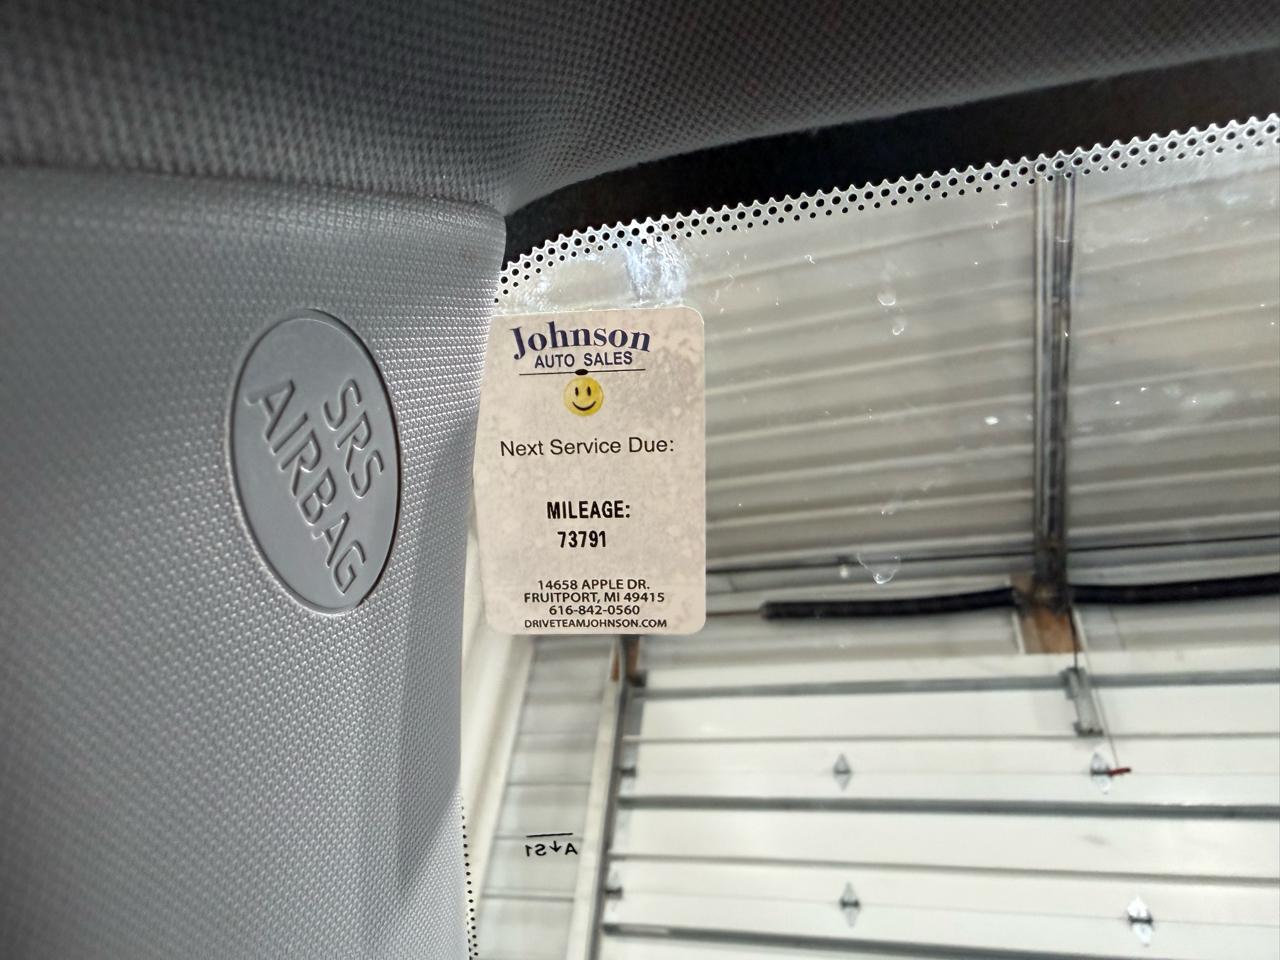 SRS
AIRBAG
Johnson
AUTO SALES
Next Service Due:
MILEAGE:
73791
14658 APPLE DR.
FRUITPORT, MI 49415
616-842-0560
DRIVETEAMJOHNSON.COM
A↓S1